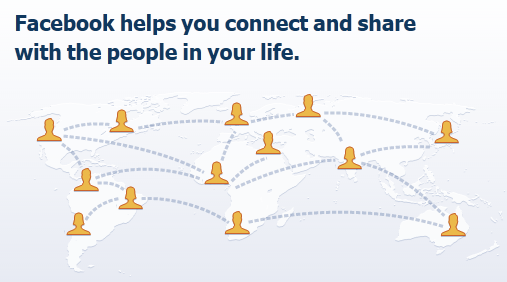 Facebook helps you connect and share
with the people in your life.